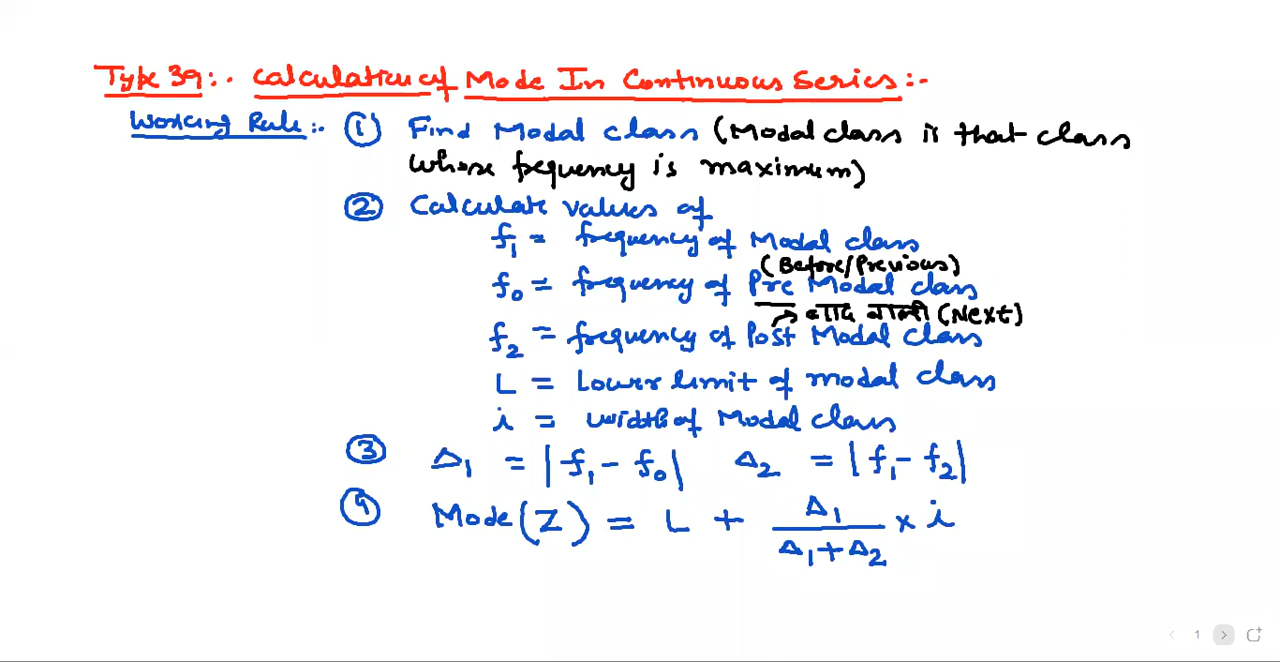 Type 39:- Calculation of Mode In Continuous Series:-
Working Rule:- ① Find Modal class (Modal class is that class
whose frequency is maximum)
② Calculate values of
f₁ = frequency of Modal class
(Before/Previous)
f₀ = frequency of Pre Modal class
→ बाद वाली (Next)
f₂ = frequency of Post Modal class
L = Lower limit of modal class
i = width of Modal class
③ Δ₁ = |f₁ - f₀| Δ₂ = |f₁ - f₂|
④ Mode (Z) = L + Δ₁/(Δ₁+Δ₂) × i
1